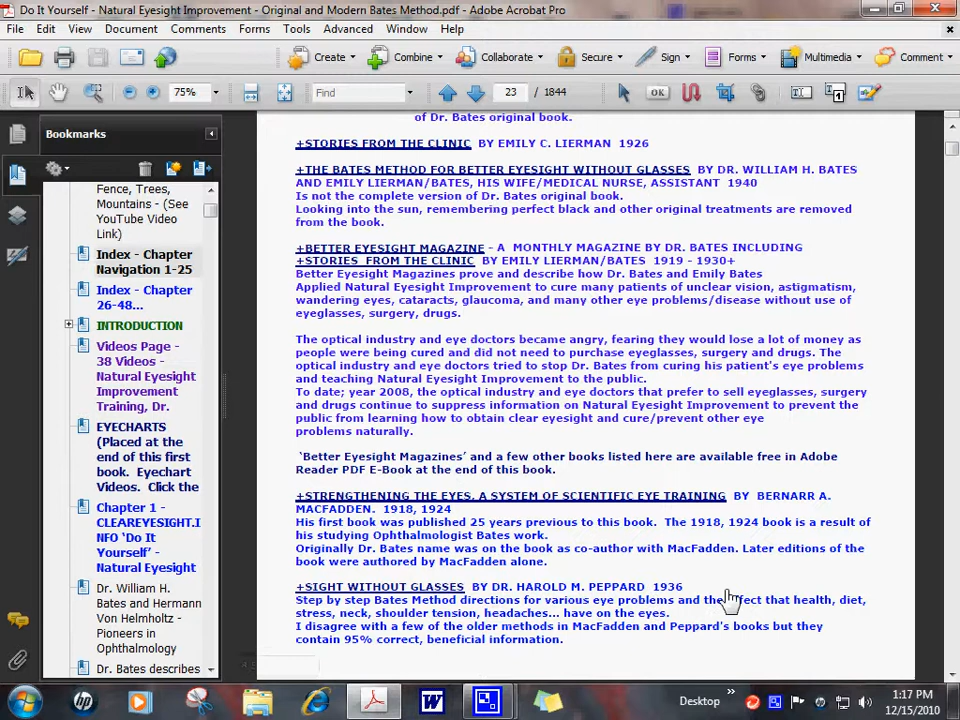 Do It Yourself - Natural Eyesight Improvement - Original and Modern Bates Method.pdf - Adobe Acrobat Pro
File Edit View Document Comments Forms Tools Advanced Window Help
Create Combine Collaborate Secure Sign Forms Multimedia Comment
75% Find 23 / 1844
Bookmarks
Fence, Trees,
Mountains - (See
YouTube Video
Link)
Index - Chapter
Navigation 1-25
Index - Chapter
26-48...
INTRODUCTION
Videos Page -
38 Videos -
Natural Eyesight
Improvement
Training, Dr.
EYECHARTS
(Placed at the
end of this first
book. Eyechart
Videos. Click the
Chapter 1 -
CLEAREYESIGHT.I
NFO 'Do It
Yourself' -
Natural Eyesight
Dr. William H.
Bates and Hermann
Von Helmholtz -
Pioneers in
Ophthalmology
Dr. Bates describes
of Dr. Bates original book.
+STORIES FROM THE CLINIC BY EMILY C. LIERMAN 1926
+THE BATES METHOD FOR BETTER EYESIGHT WITHOUT GLASSES BY DR. WILLIAM H. BATES
AND EMILY LIERMAN/BATES, HIS WIFE/MEDICAL NURSE, ASSISTANT 1940
Is not the complete version of Dr. Bates original book.
Looking into the sun, remembering perfect black and other original treatments are removed
from the book.
+BETTER EYESIGHT MAGAZINE - A MONTHLY MAGAZINE BY DR. BATES INCLUDING
+STORIES FROM THE CLINIC BY EMILY LIERMAN/BATES 1919 - 1930+
Better Eyesight Magazines prove and describe how Dr. Bates and Emily Bates
Applied Natural Eyesight Improvement to cure many patients of unclear vision, astigmatism,
wandering eyes, cataracts, glaucoma, and many other eye problems/disease without use of
eyeglasses, surgery, drugs.
The optical industry and eye doctors became angry, fearing they would lose a lot of money as
people were being cured and did not need to purchase eyeglasses, surgery and drugs. The
optical industry and eye doctors tried to stop Dr. Bates from curing his patient's eye problems
and teaching Natural Eyesight Improvement to the public.
To date; year 2008, the optical industry and eye doctors that prefer to sell eyeglasses, surgery
and drugs continue to suppress information on Natural Eyesight Improvement to prevent the
public from learning how to obtain clear eyesight and cure/prevent other eye
problems naturally.
'Better Eyesight Magazines' and a few other books listed here are available free in Adobe
Reader PDF E-Book at the end of this book.
+STRENGTHENING THE EYES, A SYSTEM OF SCIENTIFIC EYE TRAINING BY BERNARR A.
MACFADDEN. 1918, 1924
His first book was published 25 years previous to this book. The 1918, 1924 book is a result of
his studying Ophthalmologist Bates work.
Originally Dr. Bates name was on the book as co-author with MacFadden. Later editions of the
book were authored by MacFadden alone.
+SIGHT WITHOUT GLASSES BY DR. HAROLD M. PEPPARD 1936
Step by step Bates Method directions for various eye problems and the effect that health, diet,
stress, neck, shoulder tension, headaches... have on the eyes.
I disagree with a few of the older methods in MacFadden and Peppard's books but they
contain 95% correct, beneficial information.
Desktop
1:17 PM
12/15/2010